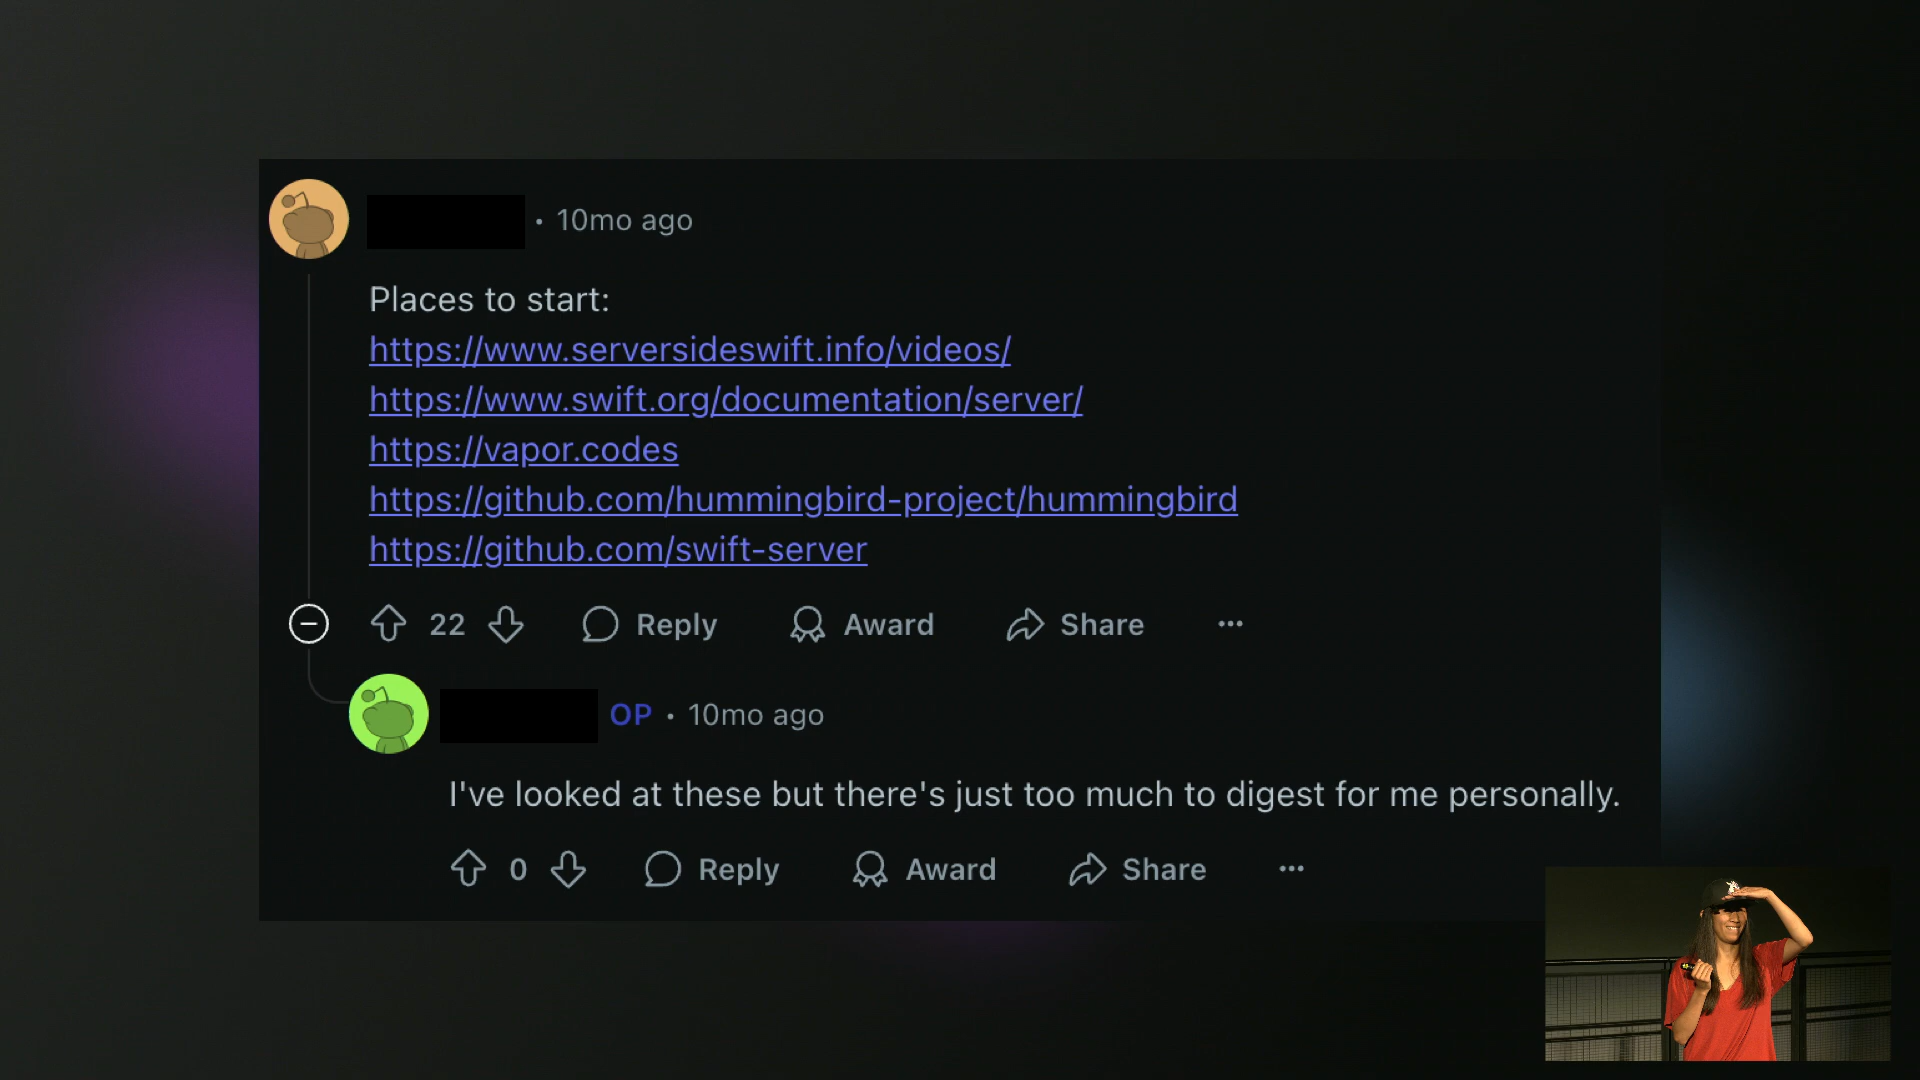 • 10mo ago
Places to start:
https://www.serversideswift.info/videos/
https://www.swift.org/documentation/server/
https://vapor.codes
https://github.com/hummingbird-project/hummingbird
https://github.com/swift-server
22 Reply Award Share ...
OP • 10mo ago
I've looked at these but there's just too much to digest for me personally.
0 Reply Award Share ...